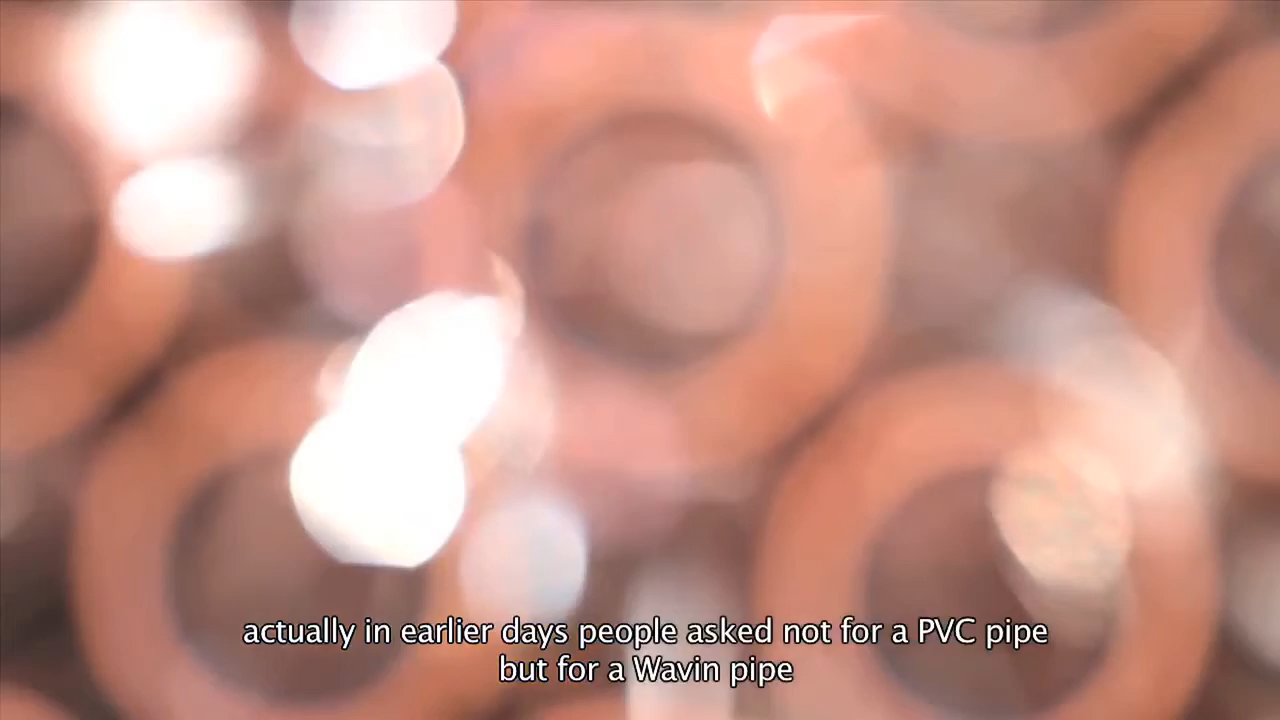 actually in earlier days people asked not for a PVC pipe
but for a Wavin pipe